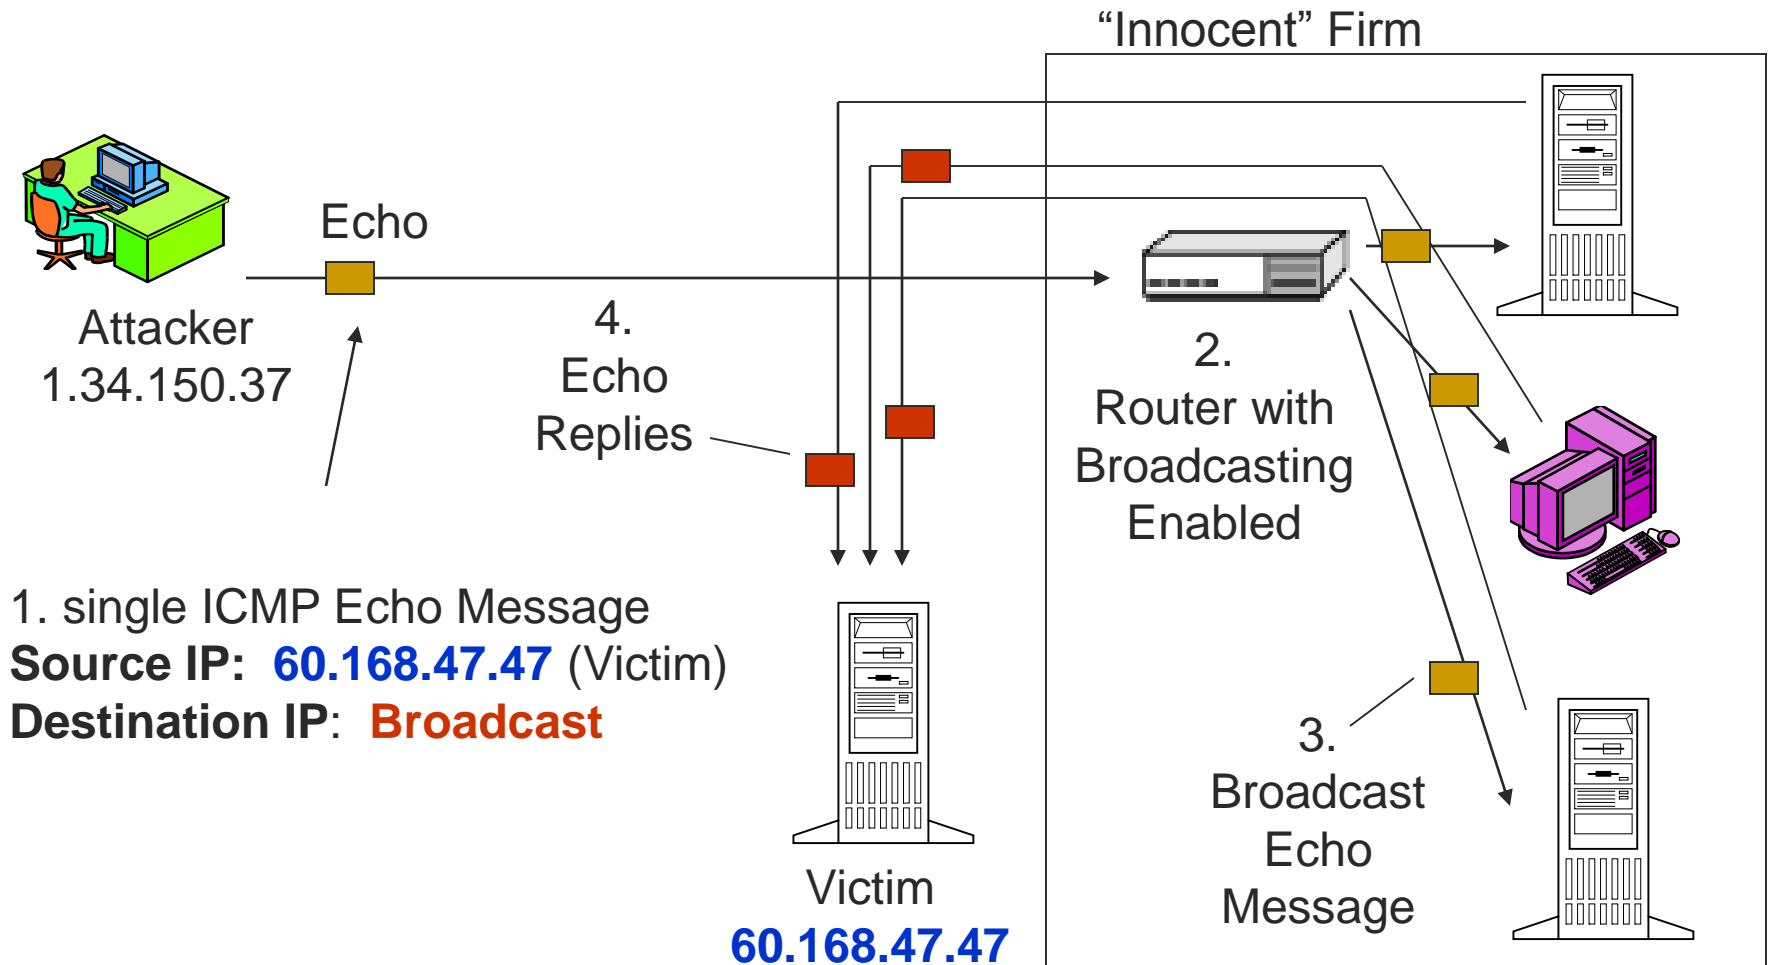 “Innocent” Firm
Echo
Attacker
1.34.150.37
4.
Echo
Replies
2.
Router with
Broadcasting
Enabled
1. single ICMP Echo Message
Source IP: 60.168.47.47 (Victim)
Destination IP: Broadcast
3.
Broadcast
Echo
Message
Victim
60.168.47.47